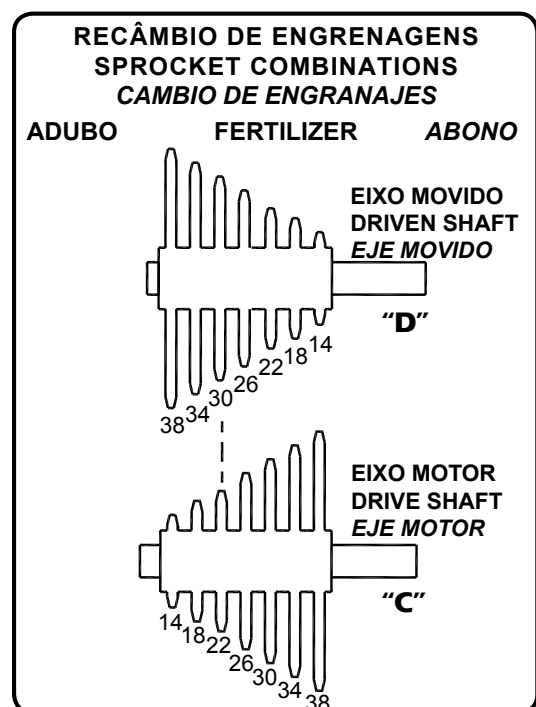 RECÂMBIO DE ENGRENAGENS
SPROCKET COMBINATIONS
CAMBIO DE ENGRANAJES
ADUBO FERTILIZER ABONO
EIXO MOVIDO
DRIVEN SHAFT
EJE MOVIDO
“D”
38 34 30 26 22 18 14
EIXO MOTOR
DRIVE SHAFT
EJE MOTOR
“C”
14 18 22 26 30 34 38